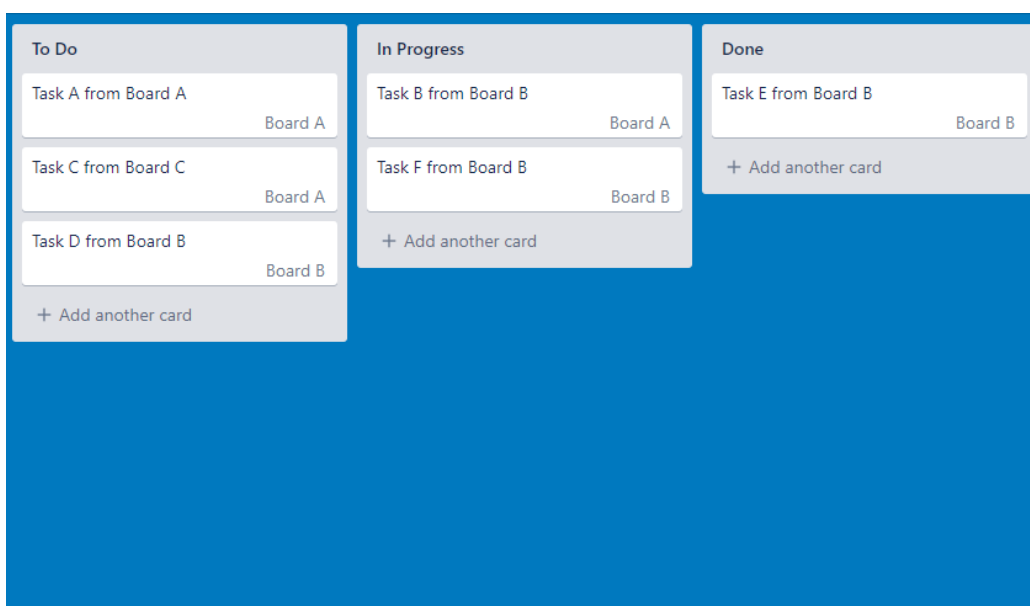 To Do
Task A from Board A
Board A
Task C from Board C
Board A
Task D from Board B
Board B
+ Add another card
In Progress
Task B from Board B
Board A
Task F from Board B
Board B
+ Add another card
Done
Task E from Board B
Board B
+ Add another card